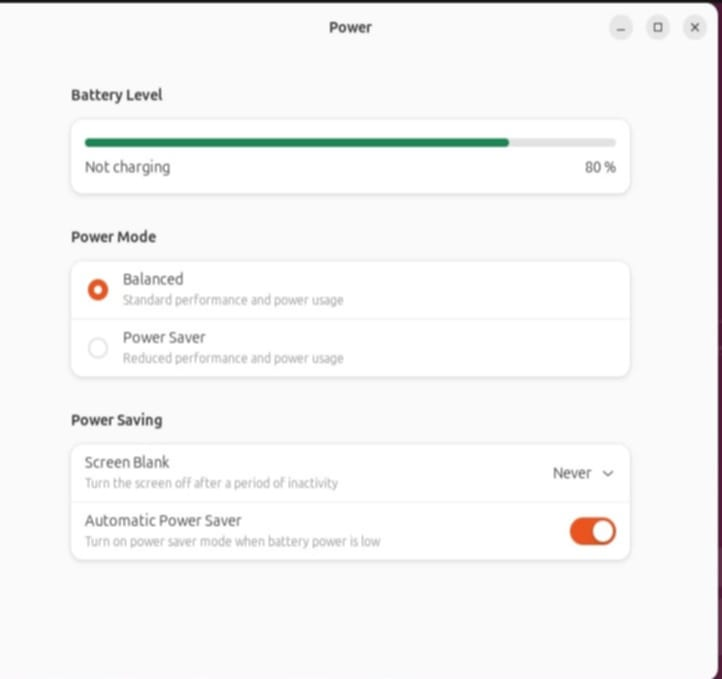 Power
Battery Level
Not charging 80 %
Power Mode
Balanced
Standard performance and power usage
Power Saver
Reduced performance and power usage
Power Saving
Screen Blank
Turn the screen off after a period of inactivity
Never
Automatic Power Saver
Turn on power saver mode when battery power is low